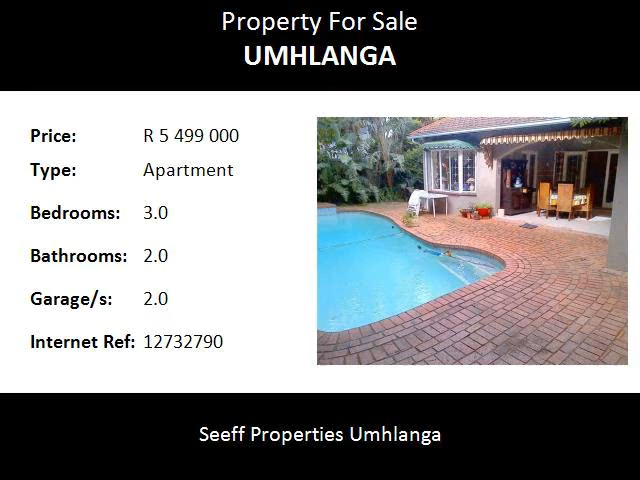 Property For Sale
UMHLANGA
Price: R 5 499 000
Type: Apartment
Bedrooms: 3.0
Bathrooms: 2.0
Garage/s: 2.0
Internet Ref: 12732790
Seeff Properties Umhlanga